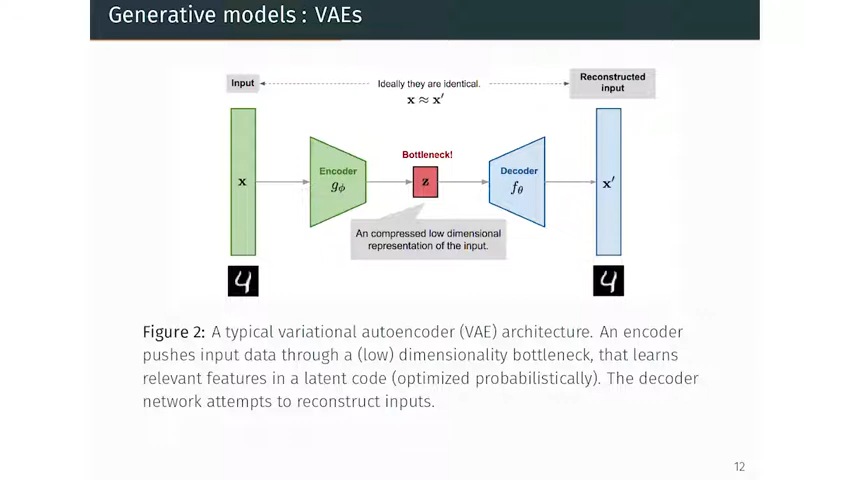 Generative models : VAEs
Input
Ideally they are identical.
x ≈ x′
Reconstructed
input
Bottleneck!
x
Encoder
gϕ
z
Decoder
fθ
x′
An compressed low dimensional
representation of the input.
4
4
Figure 2: A typical variational autoencoder (VAE) architecture. An encoder
pushes input data through a (low) dimensionality bottleneck, that learns
relevant features in a latent code (optimized probabilistically). The decoder
network attempts to reconstruct inputs.
12